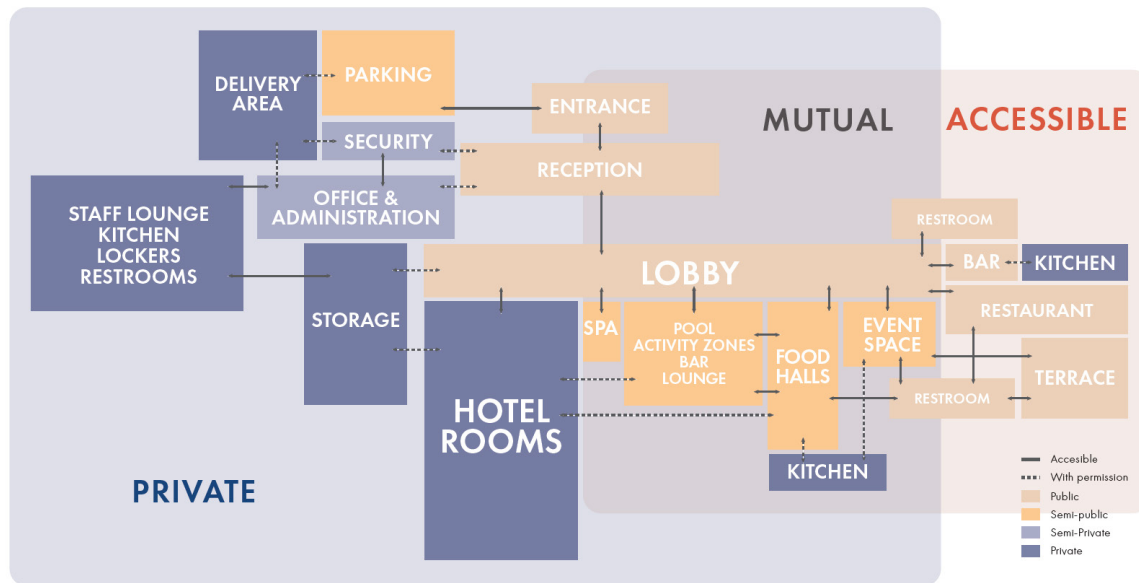 DELIVERY
AREA
PARKING
ENTRANCE
MUTUAL
ACCESSIBLE
SECURITY
RECEPTION
OFFICE &
ADMINISTRATION
STAFF LOUNGE
KITCHEN
LOCKERS
RESTROOMS
RESTROOM
LOBBY
BAR
KITCHEN
STORAGE
SPA
POOL
ACTIVITY ZONES
BAR
LOUNGE
FOOD
HALLS
EVENT
SPACE
RESTAURANT
TERRACE
RESTROOM
HOTEL
ROOMS
KITCHEN
PRIVATE
Accesible
With permission
Public
Semi-public
Semi-Private
Private